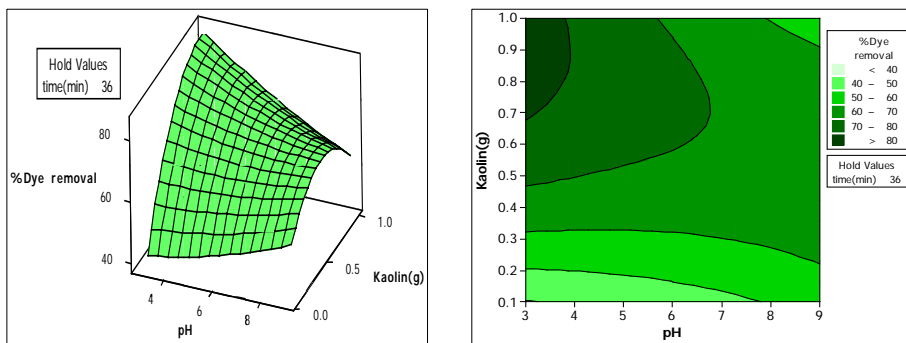 Hold Values
time(min) 36
80
%Dye removal
60
40
4
6
8
pH
0.0
0.5
1.0
Kaolin(g)
1.0
0.9
0.8
0.7
0.6
0.5
0.4
0.3
0.2
0.1
Kaolin(g)
3 4 5 6 7 8 9
pH
%Dye
removal
< 40
40 – 50
50 – 60
60 – 70
70 – 80
> 80
Hold Values
time(min) 36